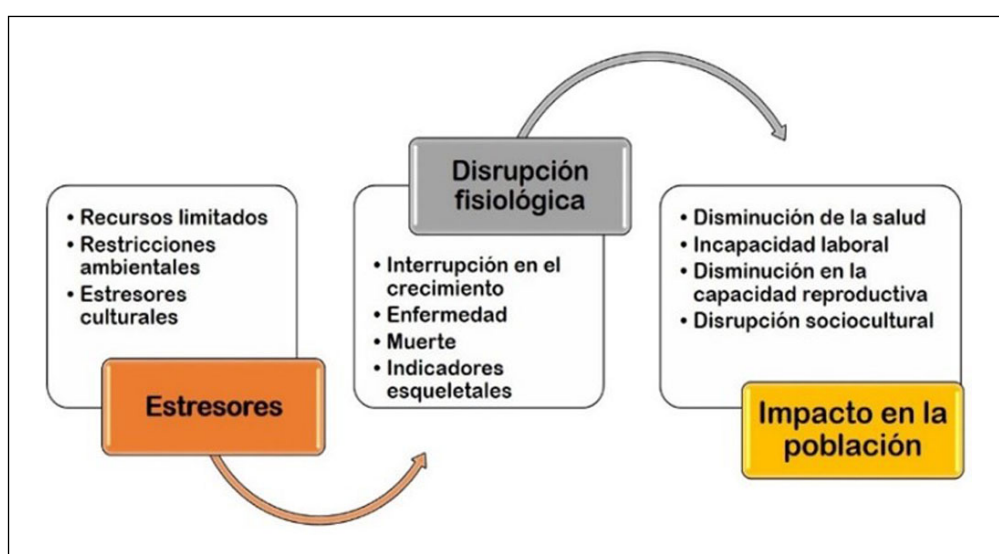 • Recursos limitados
• Restricciones
ambientales
• Estresores
culturales
Estresores
Disrupción
fisiológica
• Interrupción en el
crecimiento
• Enfermedad
• Muerte
• Indicadores
esqueletales
• Disminución de la salud
• Incapacidad laboral
• Disminución en la
capacidad reproductiva
• Disrupción sociocultural
Impacto en la
población